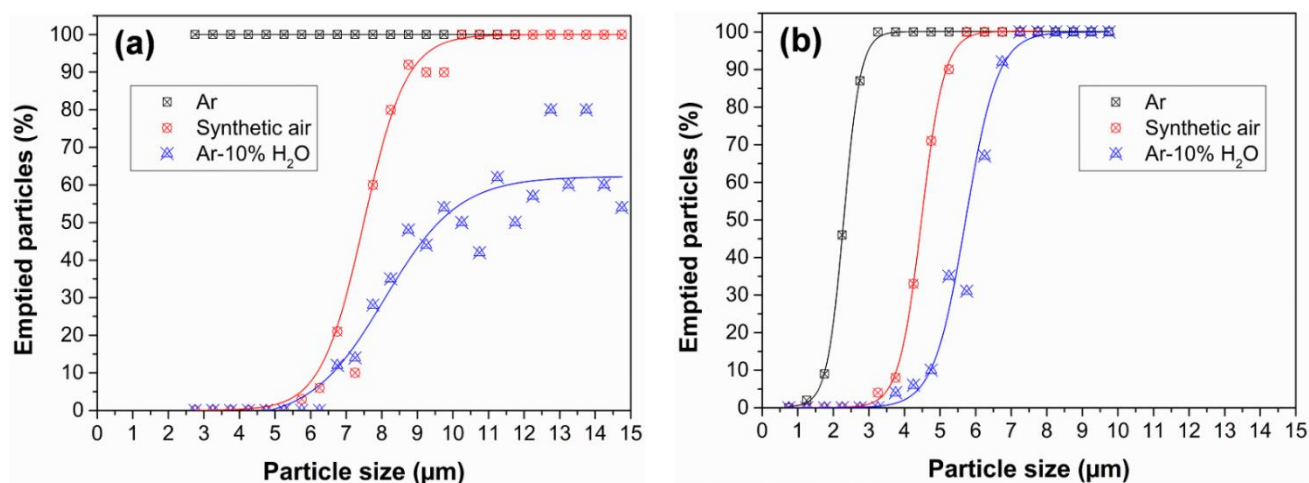 (a)
Emptied particles (%)
100
90
80
70
60
50
40
30
20
10
0
Ar
Synthetic air
Ar-10% H₂O
0 1 2 3 4 5 6 7 8 9 10 11 12 13 14 15
Particle size (µm)
(b)
Emptied particles (%)
100
90
80
70
60
50
40
30
20
10
0
Ar
Synthetic air
Ar-10% H₂O
0 1 2 3 4 5 6 7 8 9 10 11 12 13 14 15
Particle size (µm)